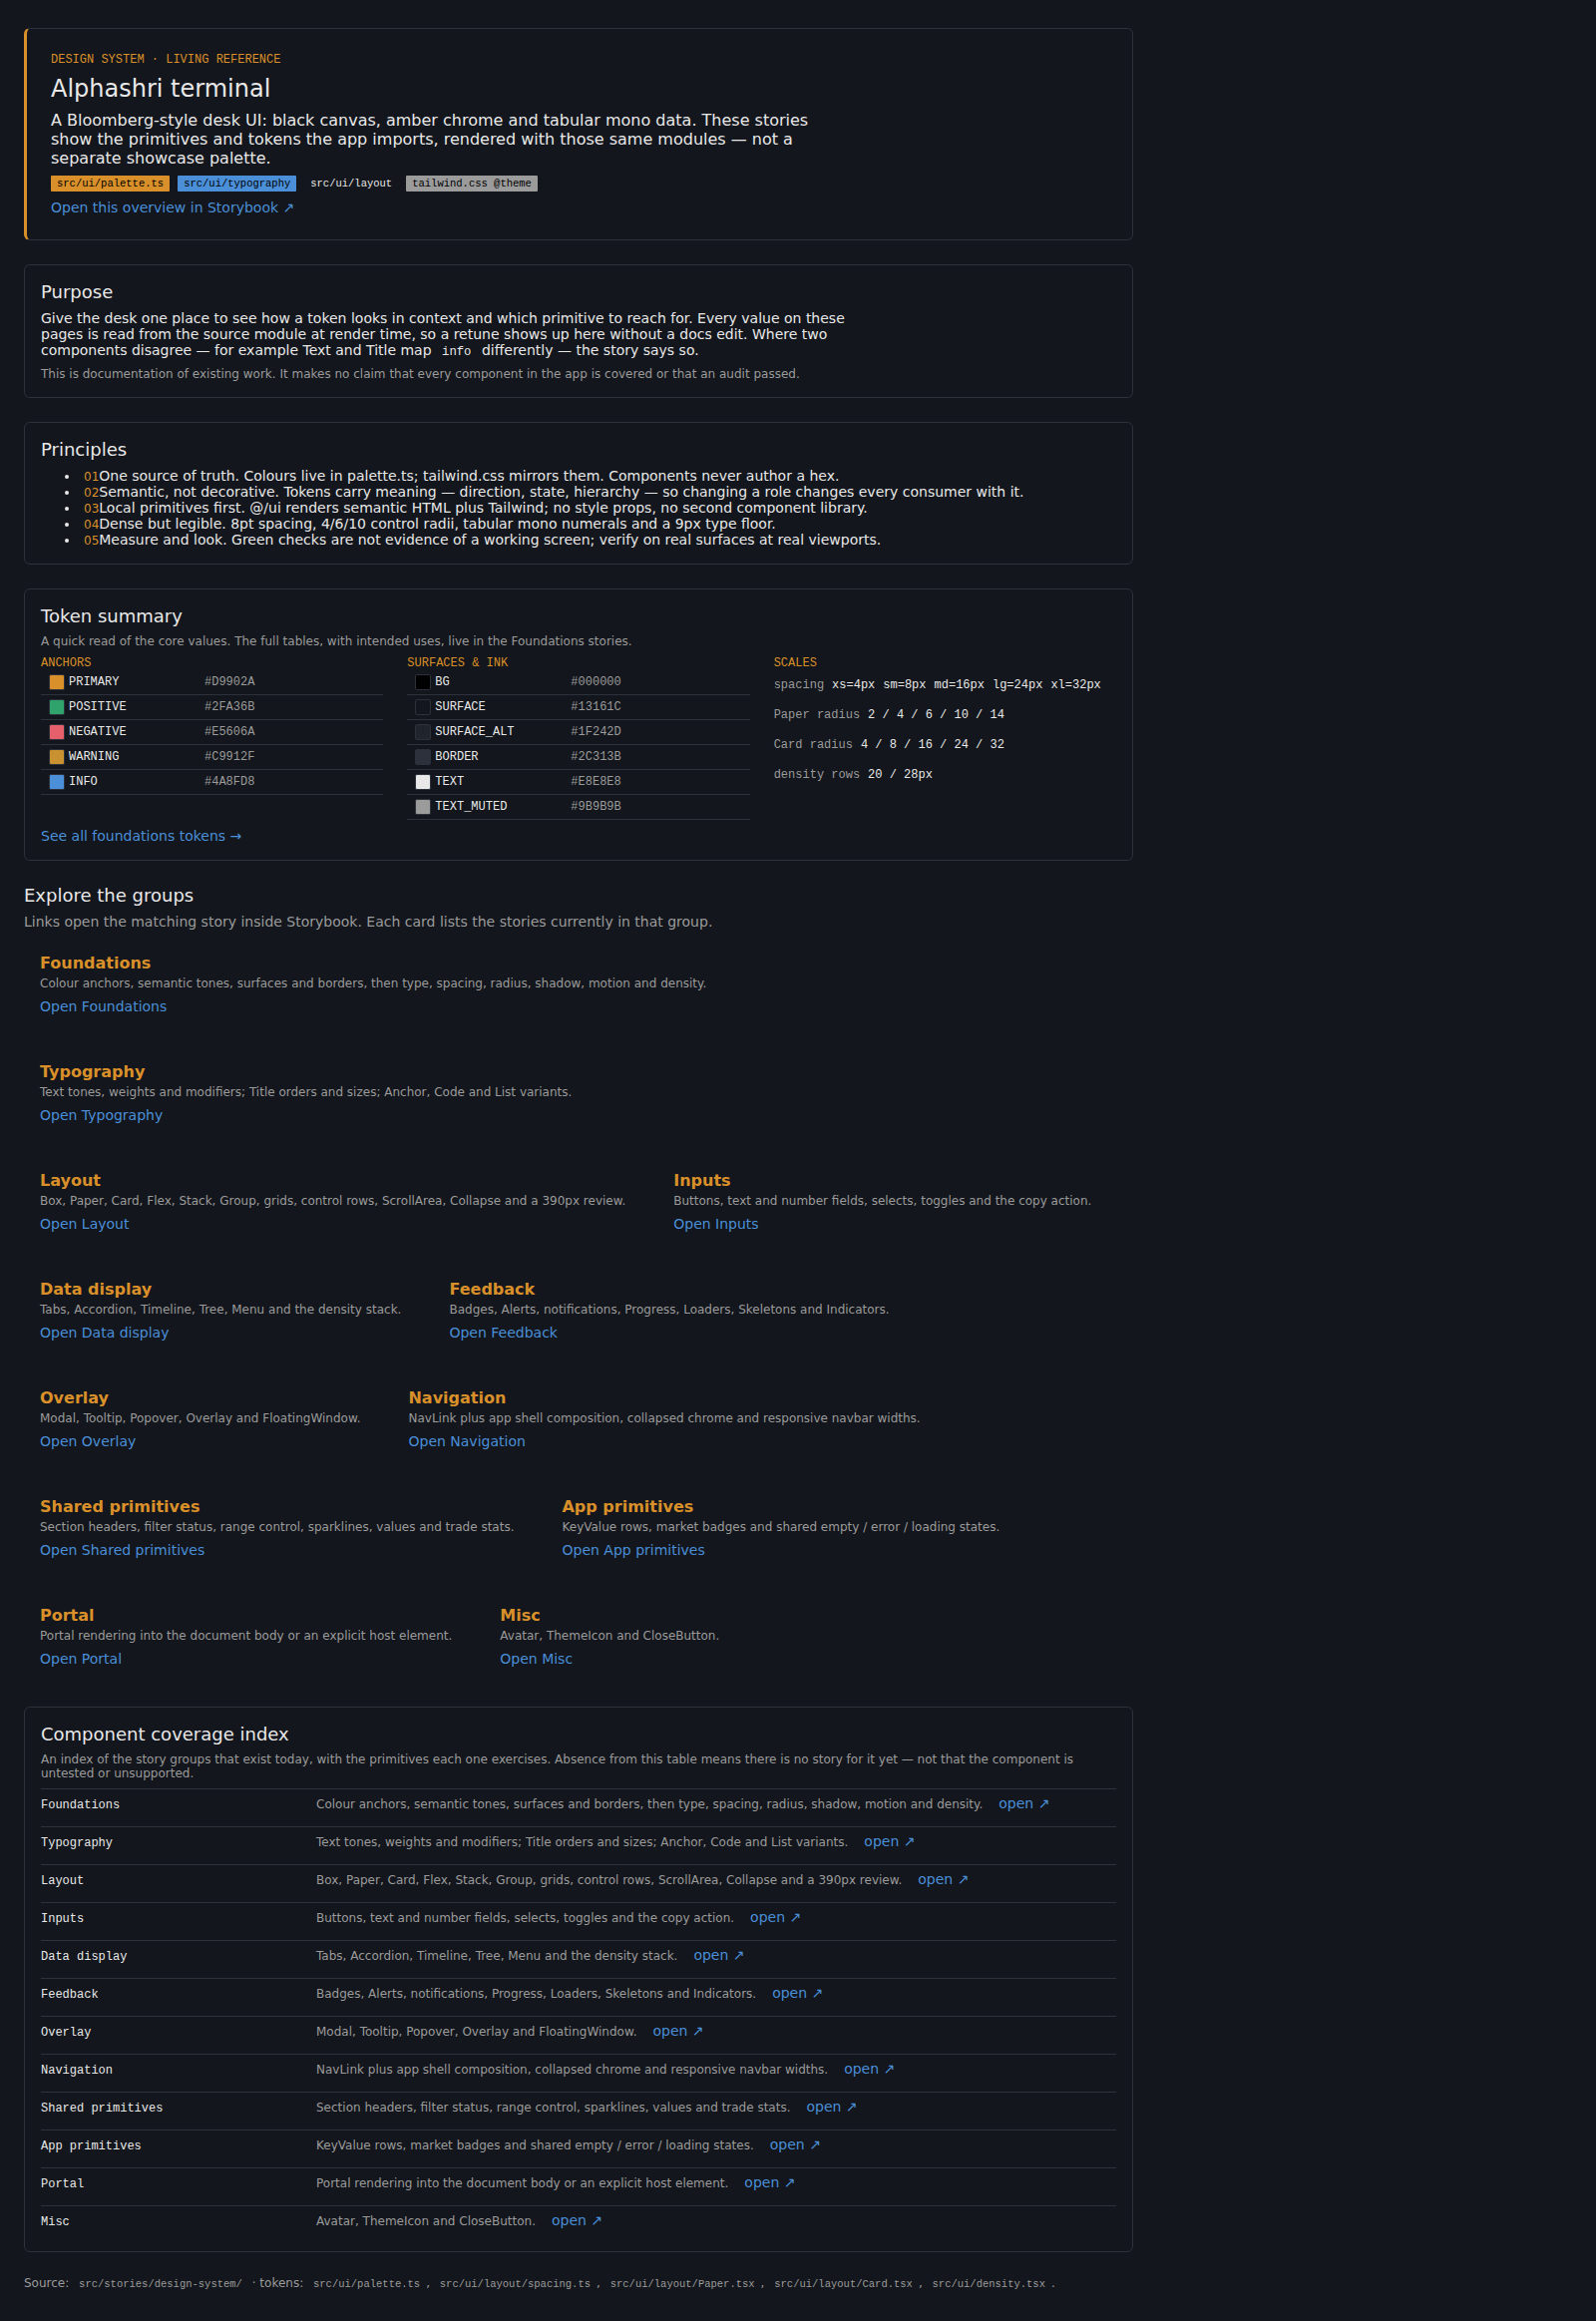 DESIGN SYSTEM · LIVING REFERENCE
Alphashri terminal
A Bloomberg-style desk UI: black canvas, amber chrome and tabular mono data. These stories
show the primitives and tokens the app imports, rendered with those same modules — not a
separate showcase palette.
src/ui/palette.ts src/ui/typography src/ui/layout tailwind.css @theme
Open this overview in Storybook ↗
Purpose
Give the desk one place to see how a token looks in context and which primitive to reach for. Every value on these
pages is read from the source module at render time, so a retune shows up here without a docs edit. Where two
components disagree — for example Text and Title map info differently — the story says so.
This is documentation of existing work. It makes no claim that every component in the app is covered or that an audit passed.
Principles
• 01One source of truth. Colours live in palette.ts; tailwind.css mirrors them. Components never author a hex.
• 02Semantic, not decorative. Tokens carry meaning — direction, state, hierarchy — so changing a role changes every consumer with it.
• 03Local primitives first. @/ui renders semantic HTML plus Tailwind; no style props, no second component library.
• 04Dense but legible. 8pt spacing, 4/6/10 control radii, tabular mono numerals and a 9px type floor.
• 05Measure and look. Green checks are not evidence of a working screen; verify on real surfaces at real viewports.
Token summary
A quick read of the core values. The full tables, with intended uses, live in the Foundations stories.
ANCHORS
PRIMARY #D9902A
POSITIVE #2FA36B
NEGATIVE #E5606A
WARNING #C9912F
INFO #4A8FD8
SURFACES & INK
BG #000000
SURFACE #13161C
SURFACE_ALT #1F242D
BORDER #2C313B
TEXT #E8E8E8
TEXT_MUTED #9B9B9B
SCALES
spacing xs=4px sm=8px md=16px lg=24px xl=32px
Paper radius 2 / 4 / 6 / 10 / 14
Card radius 4 / 8 / 16 / 24 / 32
density rows 20 / 28px
See all foundations tokens →
Explore the groups
Links open the matching story inside Storybook. Each card lists the stories currently in that group.
Foundations
Colour anchors, semantic tones, surfaces and borders, then type, spacing, radius, shadow, motion and density.
Open Foundations
Typography
Text tones, weights and modifiers; Title orders and sizes; Anchor, Code and List variants.
Open Typography
Layout
Box, Paper, Card, Flex, Stack, Group, grids, control rows, ScrollArea, Collapse and a 390px review.
Open Layout
Inputs
Buttons, text and number fields, selects, toggles and the copy action.
Open Inputs
Data display
Tabs, Accordion, Timeline, Tree, Menu and the density stack.
Open Data display
Feedback
Badges, Alerts, notifications, Progress, Loaders, Skeletons and Indicators.
Open Feedback
Overlay
Modal, Tooltip, Popover, Overlay and FloatingWindow.
Open Overlay
Navigation
NavLink plus app shell composition, collapsed chrome and responsive navbar widths.
Open Navigation
Shared primitives
Section headers, filter status, range control, sparklines, values and trade stats.
Open Shared primitives
App primitives
KeyValue rows, market badges and shared empty / error / loading states.
Open App primitives
Portal
Portal rendering into the document body or an explicit host element.
Open Portal
Misc
Avatar, ThemeIcon and CloseButton.
Open Misc
Component coverage index
An index of the story groups that exist today, with the primitives each one exercises. Absence from this table means there is no story for it yet — not that the component is
untested or unsupported.
Foundations Colour anchors, semantic tones, surfaces and borders, then type, spacing, radius, shadow, motion and density. open ↗
Typography Text tones, weights and modifiers; Title orders and sizes; Anchor, Code and List variants. open ↗
Layout Box, Paper, Card, Flex, Stack, Group, grids, control rows, ScrollArea, Collapse and a 390px review. open ↗
Inputs Buttons, text and number fields, selects, toggles and the copy action. open ↗
Data display Tabs, Accordion, Timeline, Tree, Menu and the density stack. open ↗
Feedback Badges, Alerts, notifications, Progress, Loaders, Skeletons and Indicators. open ↗
Overlay Modal, Tooltip, Popover, Overlay and FloatingWindow. open ↗
Navigation NavLink plus app shell composition, collapsed chrome and responsive navbar widths. open ↗
Shared primitives Section headers, filter status, range control, sparklines, values and trade stats. open ↗
App primitives KeyValue rows, market badges and shared empty / error / loading states. open ↗
Portal Portal rendering into the document body or an explicit host element. open ↗
Misc Avatar, ThemeIcon and CloseButton. open ↗
Source: src/stories/design-system/ · tokens: src/ui/palette.ts , src/ui/layout/spacing.ts , src/ui/layout/Paper.tsx , src/ui/layout/Card.tsx , src/ui/density.tsx .